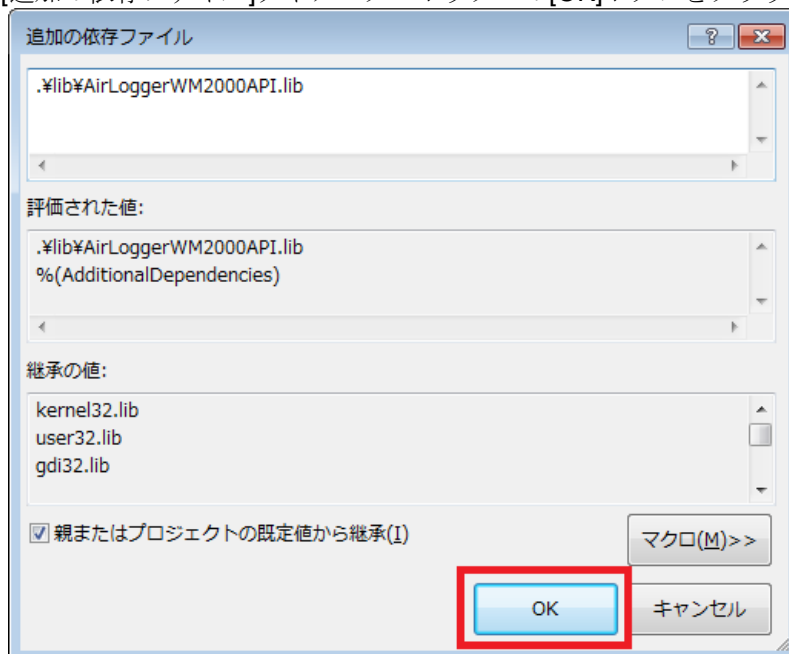 追加の依存ファイル
.¥lib¥AirLoggerWM2000API.lib
評価された値:
.¥lib¥AirLoggerWM2000API.lib
%(AdditionalDependencies)
継承の値:
kernel32.lib
user32.lib
gdi32.lib
親またはプロジェクトの既定値から継承(I)
マクロ(M)>>
OK
キャンセル